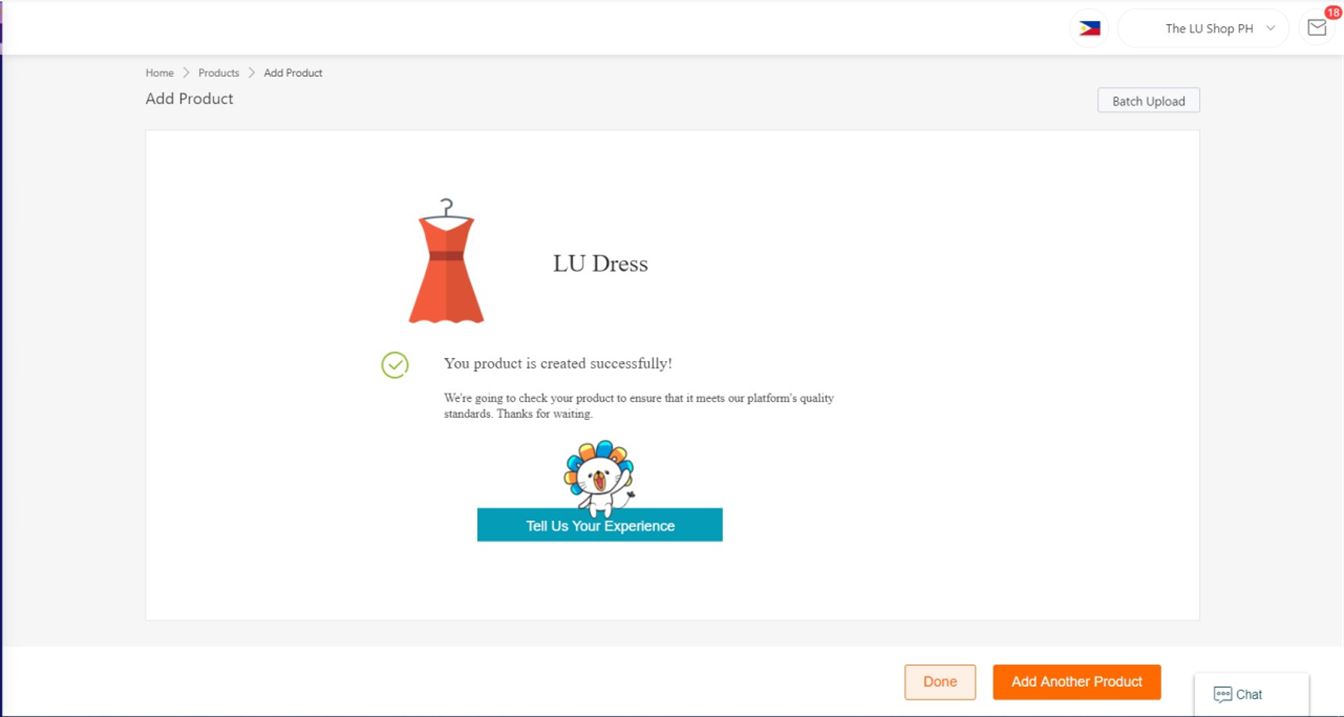 The LU Shop PH
18
Home > Products > Add Product
Add Product
Batch Upload
LU Dress
You product is created successfully!
We're going to check your product to ensure that it meets our platform's quality
standards. Thanks for waiting.
Tell Us Your Experience
Done
Add Another Product
Chat